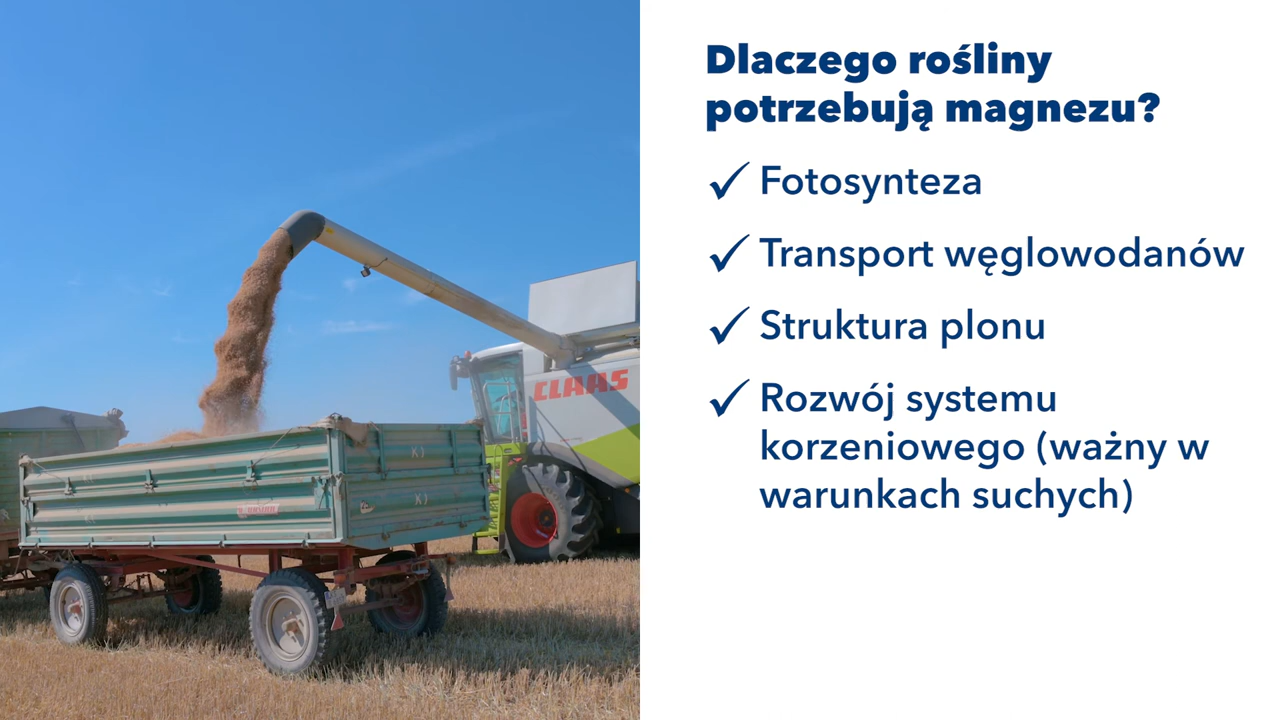 Dlaczego rośliny
potrzebują magnezu?
✓ Fotosynteza
✓ Transport węglowodanów
✓ Struktura plonu
✓ Rozwój systemu
korzeniowego (ważny w
warunkach suchych)
CLAAS
K)
K)